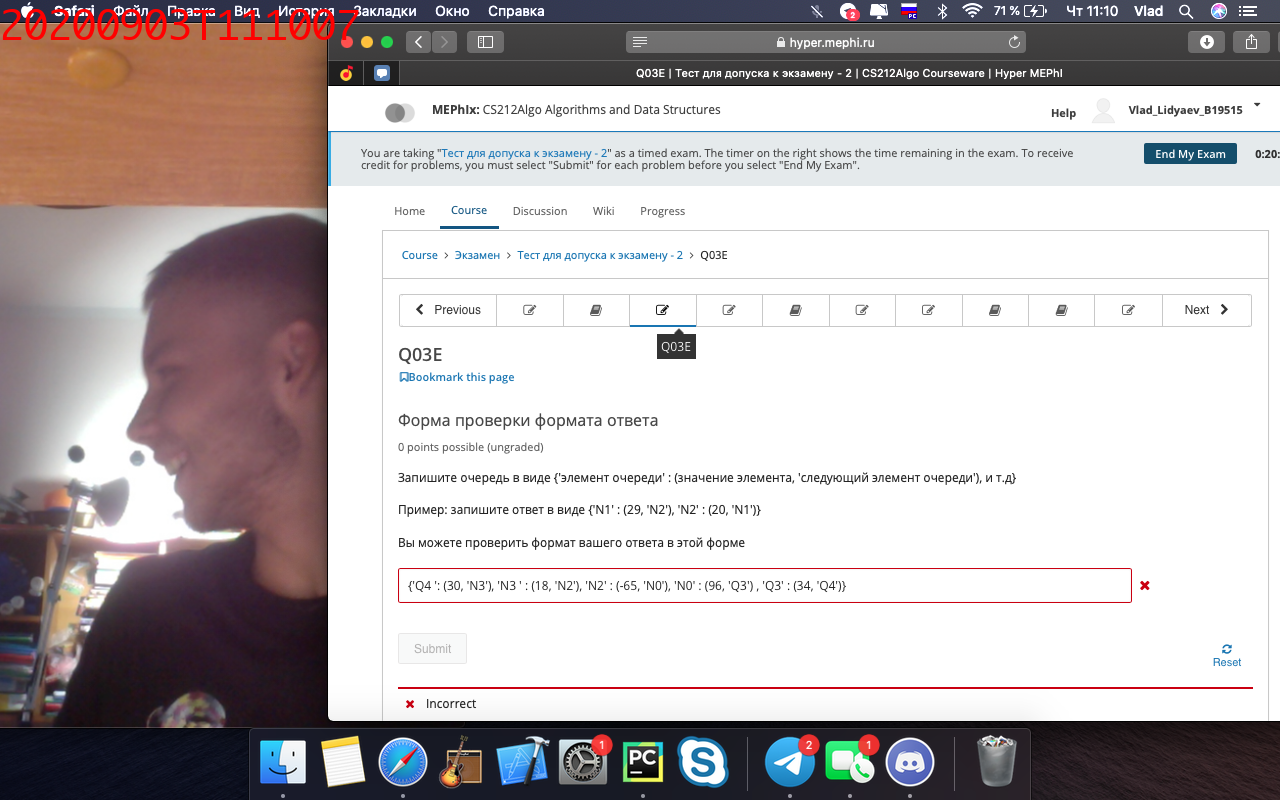 Safari Файл Правка Вид История Закладки Окно Справка 2 РС 71 % Чт 11:10 Vlad
20200903T111007
hyper.mephi.ru
Q03E | Тест для допуска к экзамену - 2 | CS212Algo Courseware | Hyper MEPhI
MEPhIx: CS212Algo Algorithms and Data Structures
Help Vlad_Lidyaev_B19515
You are taking "Тест для допуска к экзамену - 2" as a timed exam. The timer on the right shows the time remaining in the exam. To receive
credit for problems, you must select "Submit" for each problem before you select "End My Exam".
End My Exam 0:20:
Home Course Discussion Wiki Progress
Course > Экзамен > Тест для допуска к экзамену - 2 > Q03E
Previous Next
Q03E
Q03E
Bookmark this page
Форма проверки формата ответа
0 points possible (ungraded)
Запишите очередь в виде {'элемент очереди' : (значение элемента, 'следующий элемент очереди'), и т.д}
Пример: запишите ответ в виде {'N1' : (29, 'N2'), 'N2' : (20, 'N1')}
Вы можете проверить формат вашего ответа в этой форме
{'Q4 ': (30, 'N3'), 'N3 ' : (18, 'N2'), 'N2' : (-65, 'N0'), 'N0' : (96, 'Q3') , 'Q3' : (34, 'Q4')}
Submit
Reset
Incorrect
1 PC 2 1